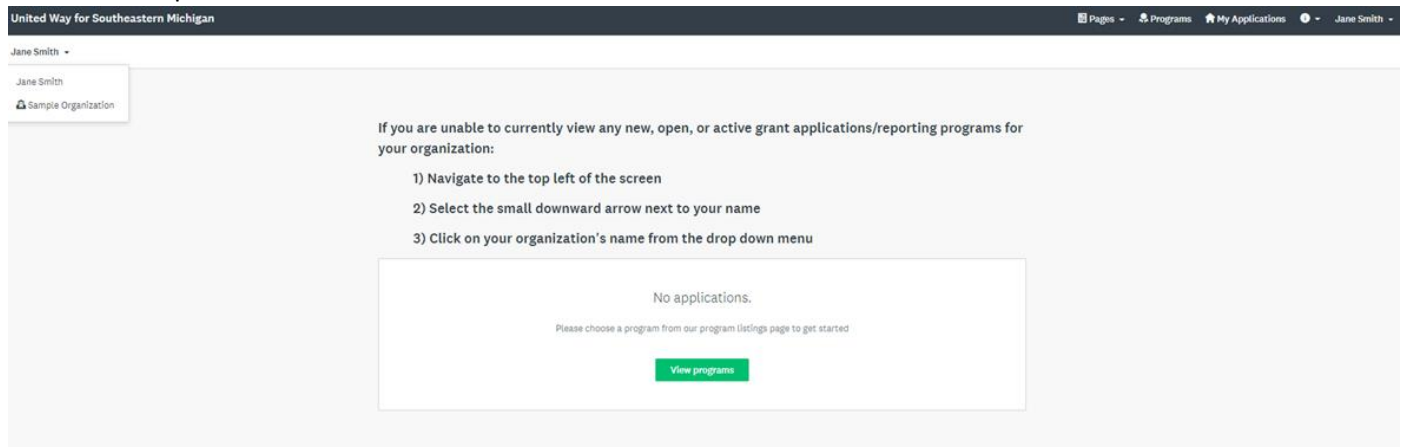 United Way for Southeastern Michigan
Pages
Programs
My Applications
Jane Smith
Jane Smith
Jane Smith
Sample Organization
If you are unable to currently view any new, open, or active grant applications/reporting programs for
your organization:
1) Navigate to the top left of the screen
2) Select the small downward arrow next to your name
3) Click on your organization's name from the drop down menu
No applications.
Please choose a program from our program listings page to get started
View programs